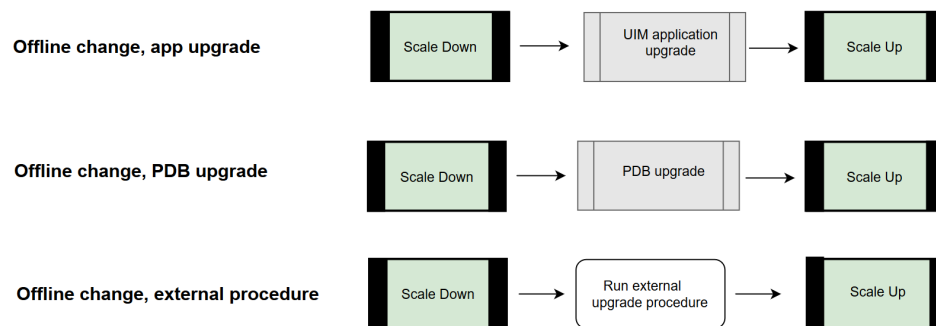 Offline change, app upgrade
Scale Down
UIM application
upgrade
Scale Up
Offline change, PDB upgrade
Scale Down
PDB upgrade
Scale Up
Offline change, external procedure
Scale Down
Run external
upgrade procedure
Scale Up